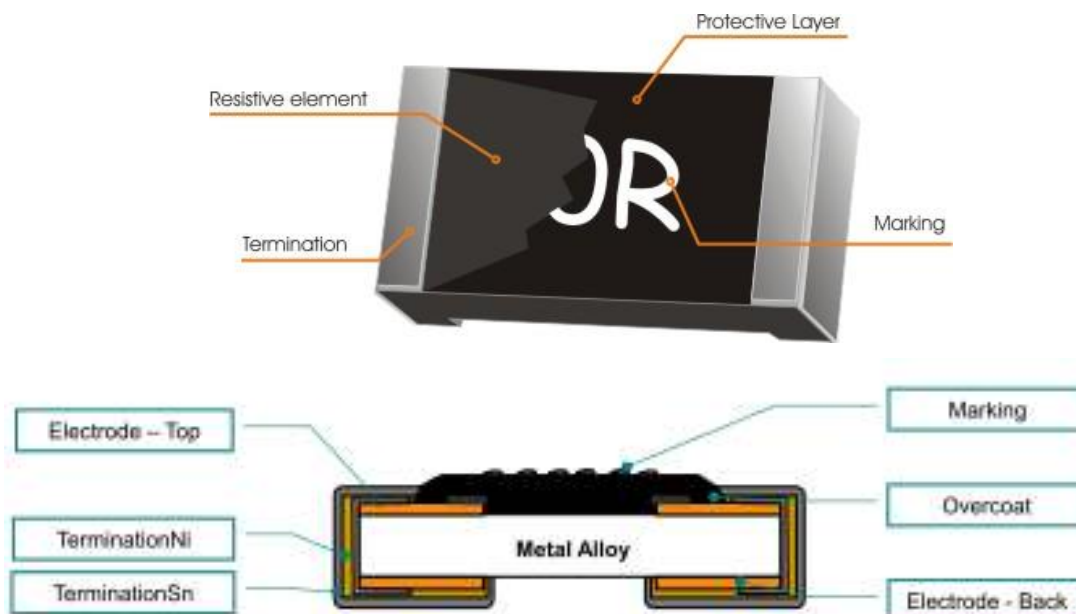 Protective Layer
Resistive element
0R
Marking
Termination
Marking
Electrode – Top
Overcoat
TerminationNi
Metal Alloy
TerminationSn
Electrode - Back